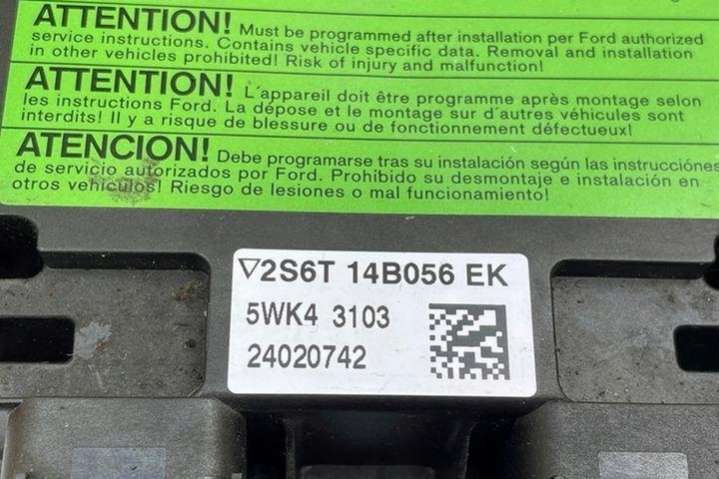 ATTENTION! Must be programmed after installation per Ford authorized
service instructions. Contains vehicle specific data. Removal and installation
in other vehicles prohibited! Risk of injury and malfunction!
ATTENTION! L'appareil doit être programme après montage selon
les instructions Ford. La dépose et le montage sur d'autres véhicules sont
interdits! Il y a risque de blessure ou de fonctionnement défectueux!
ATENCION! Debe programarse tras su instalación según las instrucciónes
de servicio autorizados por Ford. Prohibido su desmontaje e instalación en
otros vehículos! Riesgo de lesiones o mal funcionamiento!
▽2S6T 14B056 EK
5WK4 3103
24020742